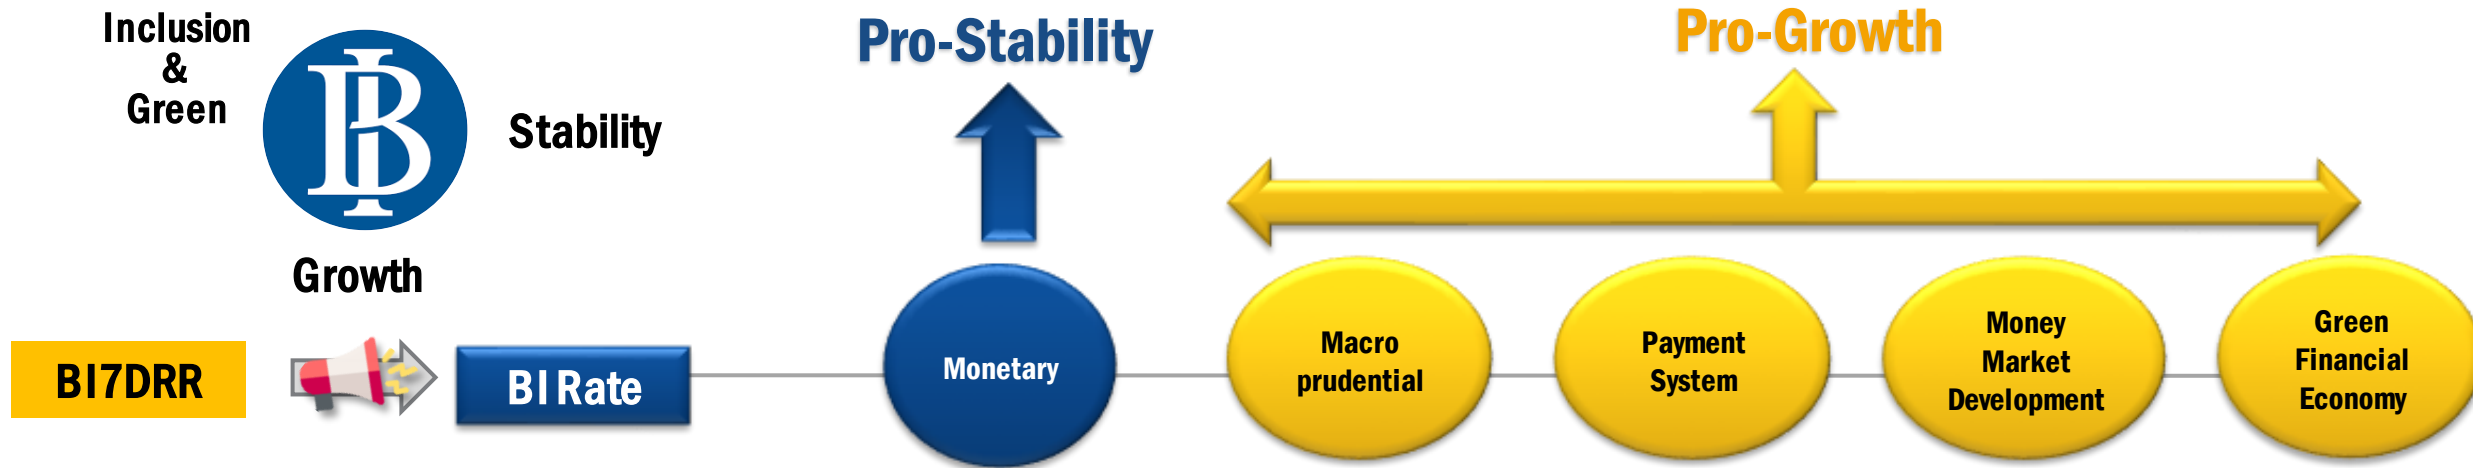 Inclusion
&
Green
Stability
Growth
Pro-Stability
Pro-Growth
BI7DRR
BI Rate
Monetary
Macro
prudential
Payment
System
Money
Market
Development
Green
Financial
Economy